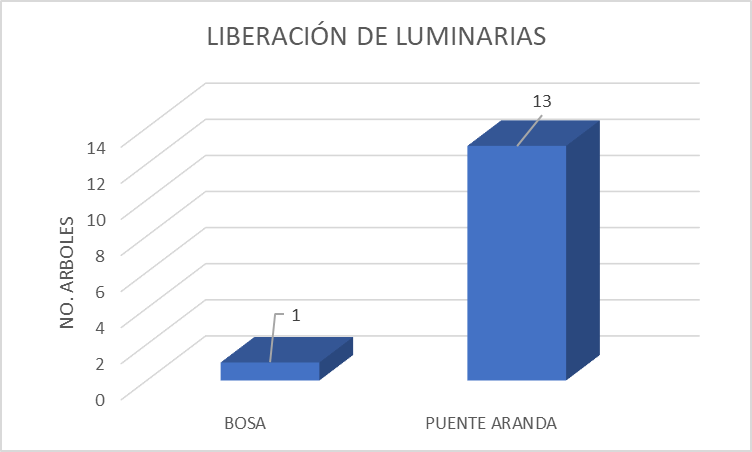 LIBERACIÓN DE LUMINARIAS
13
14
12
10
8
6
4
2
0
1
NO. ARBOLES
BOSA
PUENTE ARANDA